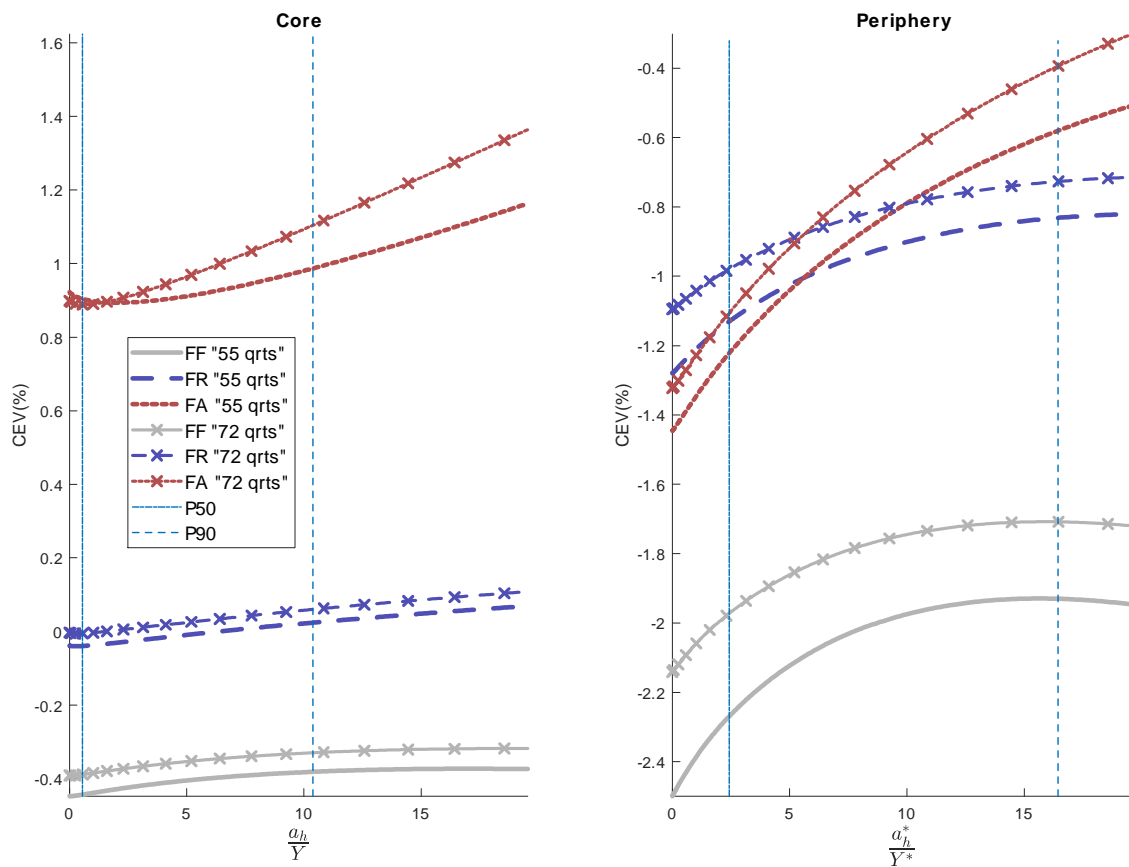 Core
1.6
1.4
1.2
1
0.8
0.6
0.4
0.2
0
-0.2
-0.4
CEV(%)
0
5
10
15
a_h
Y
FF "55 qrts"
FR "55 qrts"
FA "55 qrts"
FF "72 qrts"
FR "72 qrts"
FA "72 qrts"
P50
P90
Periphery
-0.4
-0.6
-0.8
-1
-1.2
-1.4
-1.6
-1.8
-2
-2.2
-2.4
CEV(%)
0
5
10
15
a_h^*
Y^*